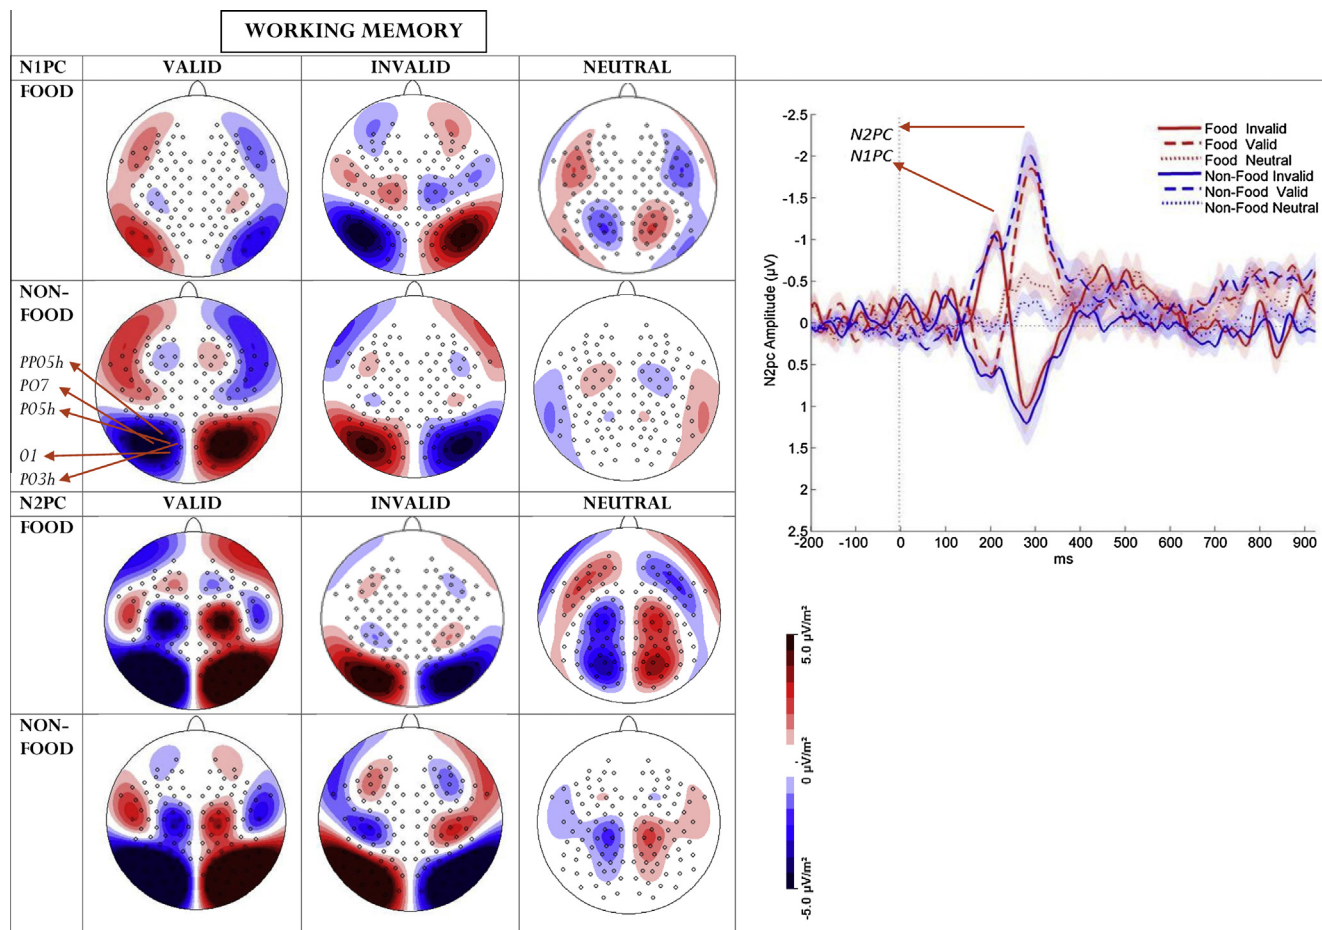 WORKING MEMORY
N1PC VALID INVALID NEUTRAL
FOOD
NON-
FOOD
PP05h
PO7
PO5h
O1
PO3h
N2PC VALID INVALID NEUTRAL
FOOD
NON-
FOOD
N2PC
N1PC
Food Invalid
Food Valid
Food Neutral
Non-Food Invalid
Non-Food Valid
Non-Food Neutral
N2pc Amplitude (µV)
-2.5
-2
-1.5
-1
-0.5
0
0.5
1
1.5
2
2.5
-200 -100 0 100 200 300 400 500 600 700 800 900
ms
5.0 µV/m²
0 µV/m²
-5.0 µV/m²